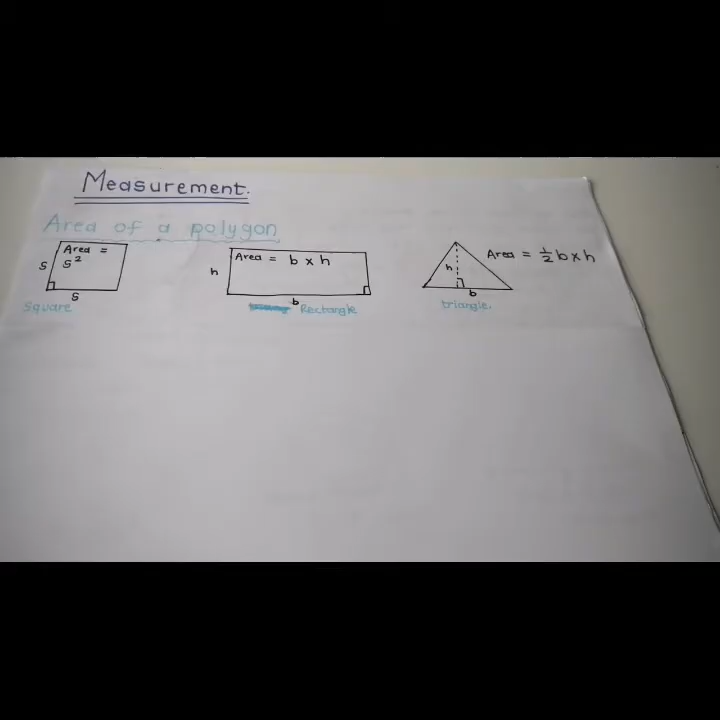 Measurement.
Area of a polygon
Area =
s²
s
s
Square
Area = b x h
h
b
Rectangle
h
b
Area = ½ b x h
triangle.